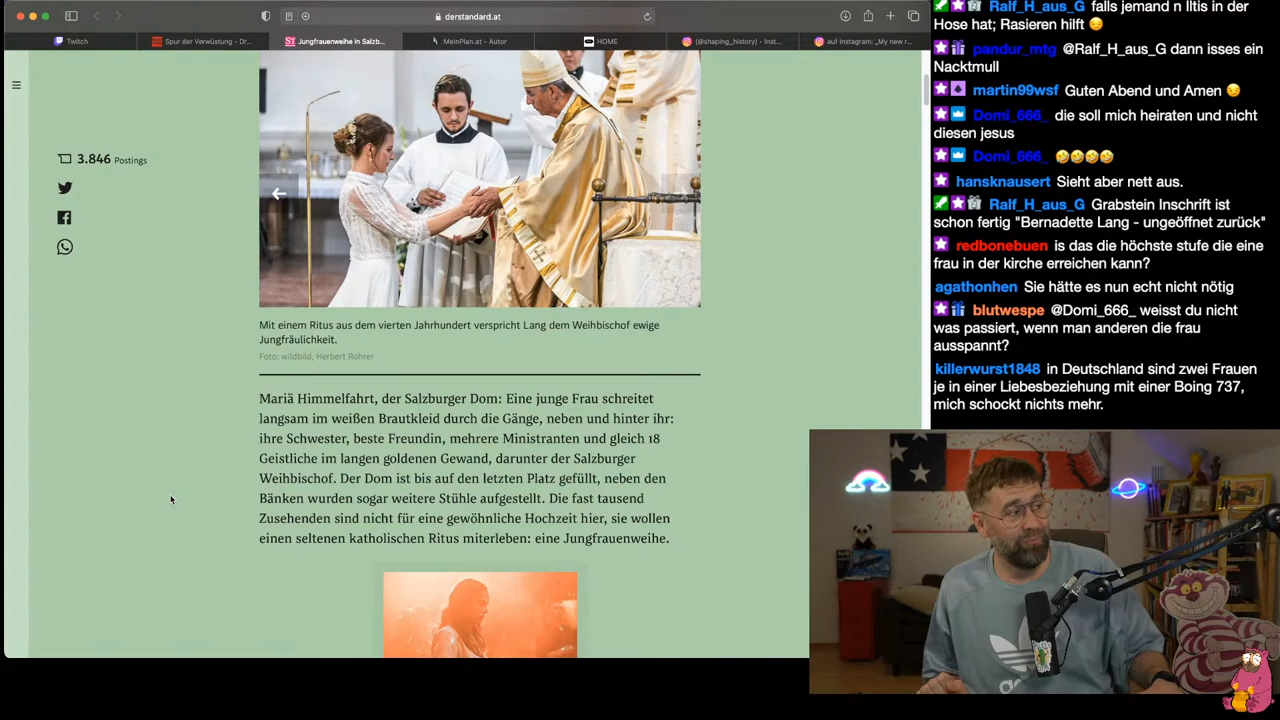 derstandard.at
Twitch
Spur der Verwüstung - Dr...
ST Jungfrauenweihe in Salzb...
MeinPlan.at - Autor
HOME
(@shaping_history) • Inst...
auf Instagram: „My new r...
3.846 Postings
Mit einem Ritus aus dem vierten Jahrhundert verspricht Lang dem Weihbischof ewige
Jungfräulichkeit.
Foto: wildbild, Herbert Rohrer
Mariä Himmelfahrt, der Salzburger Dom: Eine junge Frau schreitet
langsam im weißen Brautkleid durch die Gänge, neben und hinter ihr:
ihre Schwester, beste Freundin, mehrere Ministranten und gleich 18
Geistliche im langen goldenen Gewand, darunter der Salzburger
Weihbischof. Der Dom ist bis auf den letzten Platz gefüllt, neben den
Bänken wurden sogar weitere Stühle aufgestellt. Die fast tausend
Zusehenden sind nicht für eine gewöhnliche Hochzeit hier, sie wollen
einen seltenen katholischen Ritus miterleben: eine Jungfrauenweihe.
Ralf_H_aus_G falls jemand n Iltis in der
Hose hat; Rasieren hilft 😏
pandur_mtg @Ralf_H_aus_G dann isses ein
Nacktmull
martin99wsf Guten Abend und Amen 😏
Domi_666_ die soll mich heiraten und nicht
diesen jesus
Domi_666_ 🤣🤣🤣🤣
hansknausert Sieht aber nett aus.
Ralf_H_aus_G Grabstein Inschrift ist
schon fertig "Bernadette Lang - ungeöffnet zurück"
redbonebuen is das die höchste stufe die eine
frau in der kirche erreichen kann?
agathonhen Sie hätte es nun echt nicht nötig
blutwespe @Domi_666_ weisst du nicht
was passiert, wenn man anderen die frau
ausspannt?
killerwurst1848 in Deutschland sind zwei Frauen
je in einer Liebesbeziehung mit einer Boing 737,
mich schockt nichts mehr.